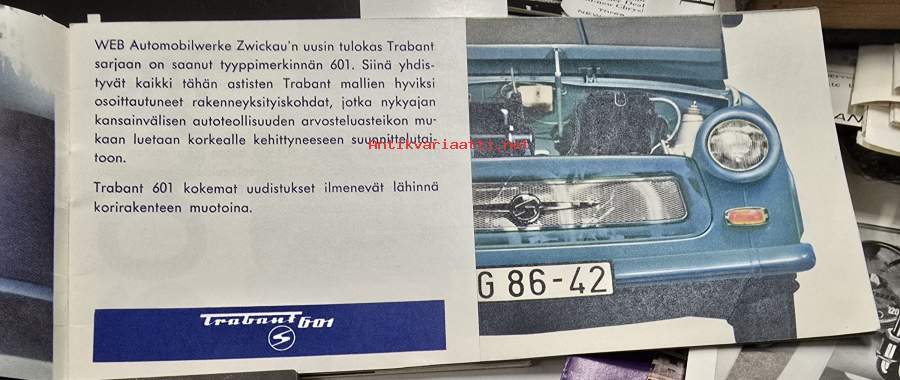 WEB Automobilwerke Zwickau'n uusin tulokas Trabant
sarjaan on saanut tyyppimerkinnän 601. Siinä yhdis-
tyvät kaikki tähän astisten Trabant mallien hyviksi
osoittautuneet rakenneyksityiskohdat, jotka nykyajan
kansainvälisen autoteollisuuden arvosteluasteikon mu-
kaan luetaan korkealle kehittyneeseen suunnittelutai-
toon.
Trabant 601 kokemat uudistukset ilmenevät lähinnä
korirakenteen muotoina.
Trabant 601
S
Antikvariaatti.net
G 86-42
120